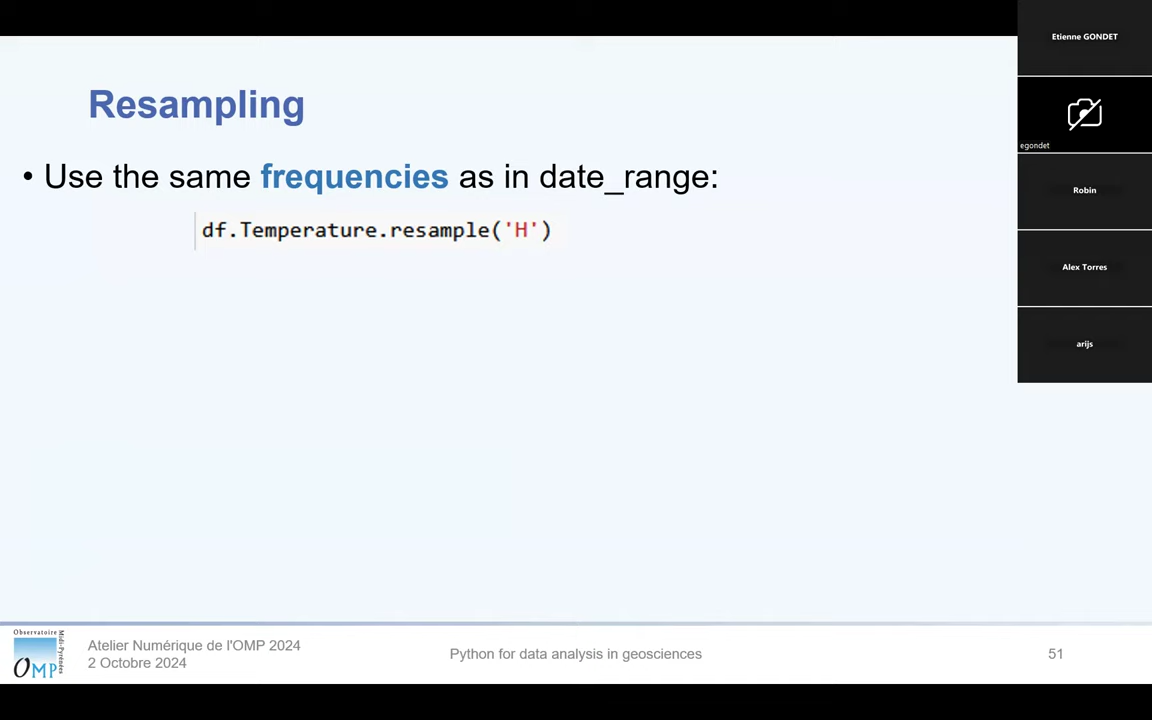 Resampling
• Use the same frequencies as in date_range:
df.Temperature.resample('H')
Etienne GONDET
egondet
Robin
Alex Torres
arijs
Observatoire
Midi-Pyrénées
OMP
Atelier Numérique de l'OMP 2024
2 Octobre 2024
Python for data analysis in geosciences
51